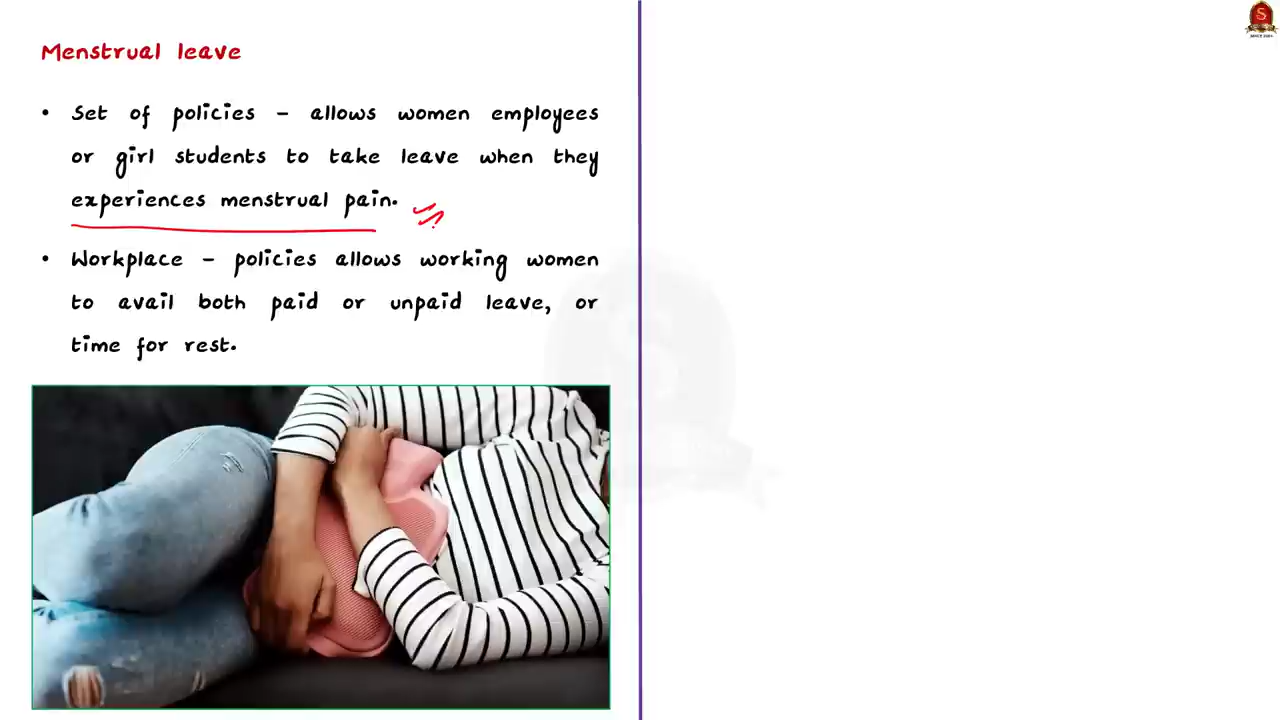 Menstrual leave
• Set of policies – allows women employees
or girl students to take leave when they
experiences menstrual pain.
• Workplace – policies allows working women
to avail both paid or unpaid leave, or
time for rest.
S